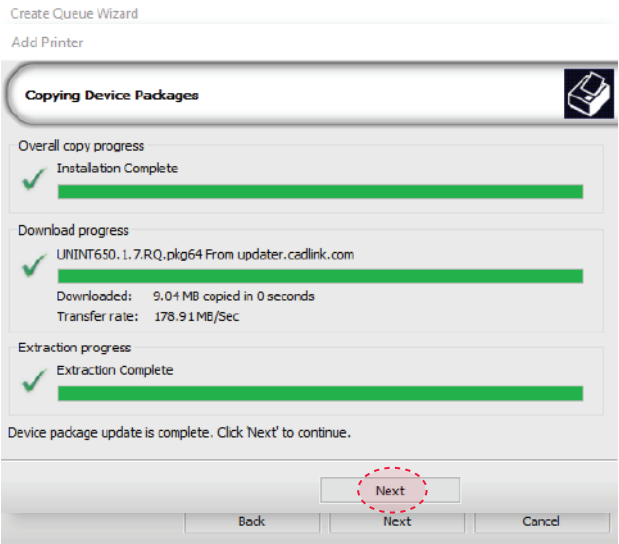 Create Queue Wizard
Add Printer
Copying Device Packages
Overall copy progress
Installation Complete
Download progress
UNINT650.1.7.RQ.pkg64 From updater.cadlink.com
Downloaded: 9.04 MB copied in 0 seconds
Transfer rate: 178.91 MB/Sec
Extraction progress
Extraction Complete
Device package update is complete. Click 'Next' to continue.
Next
Back Next Cancel